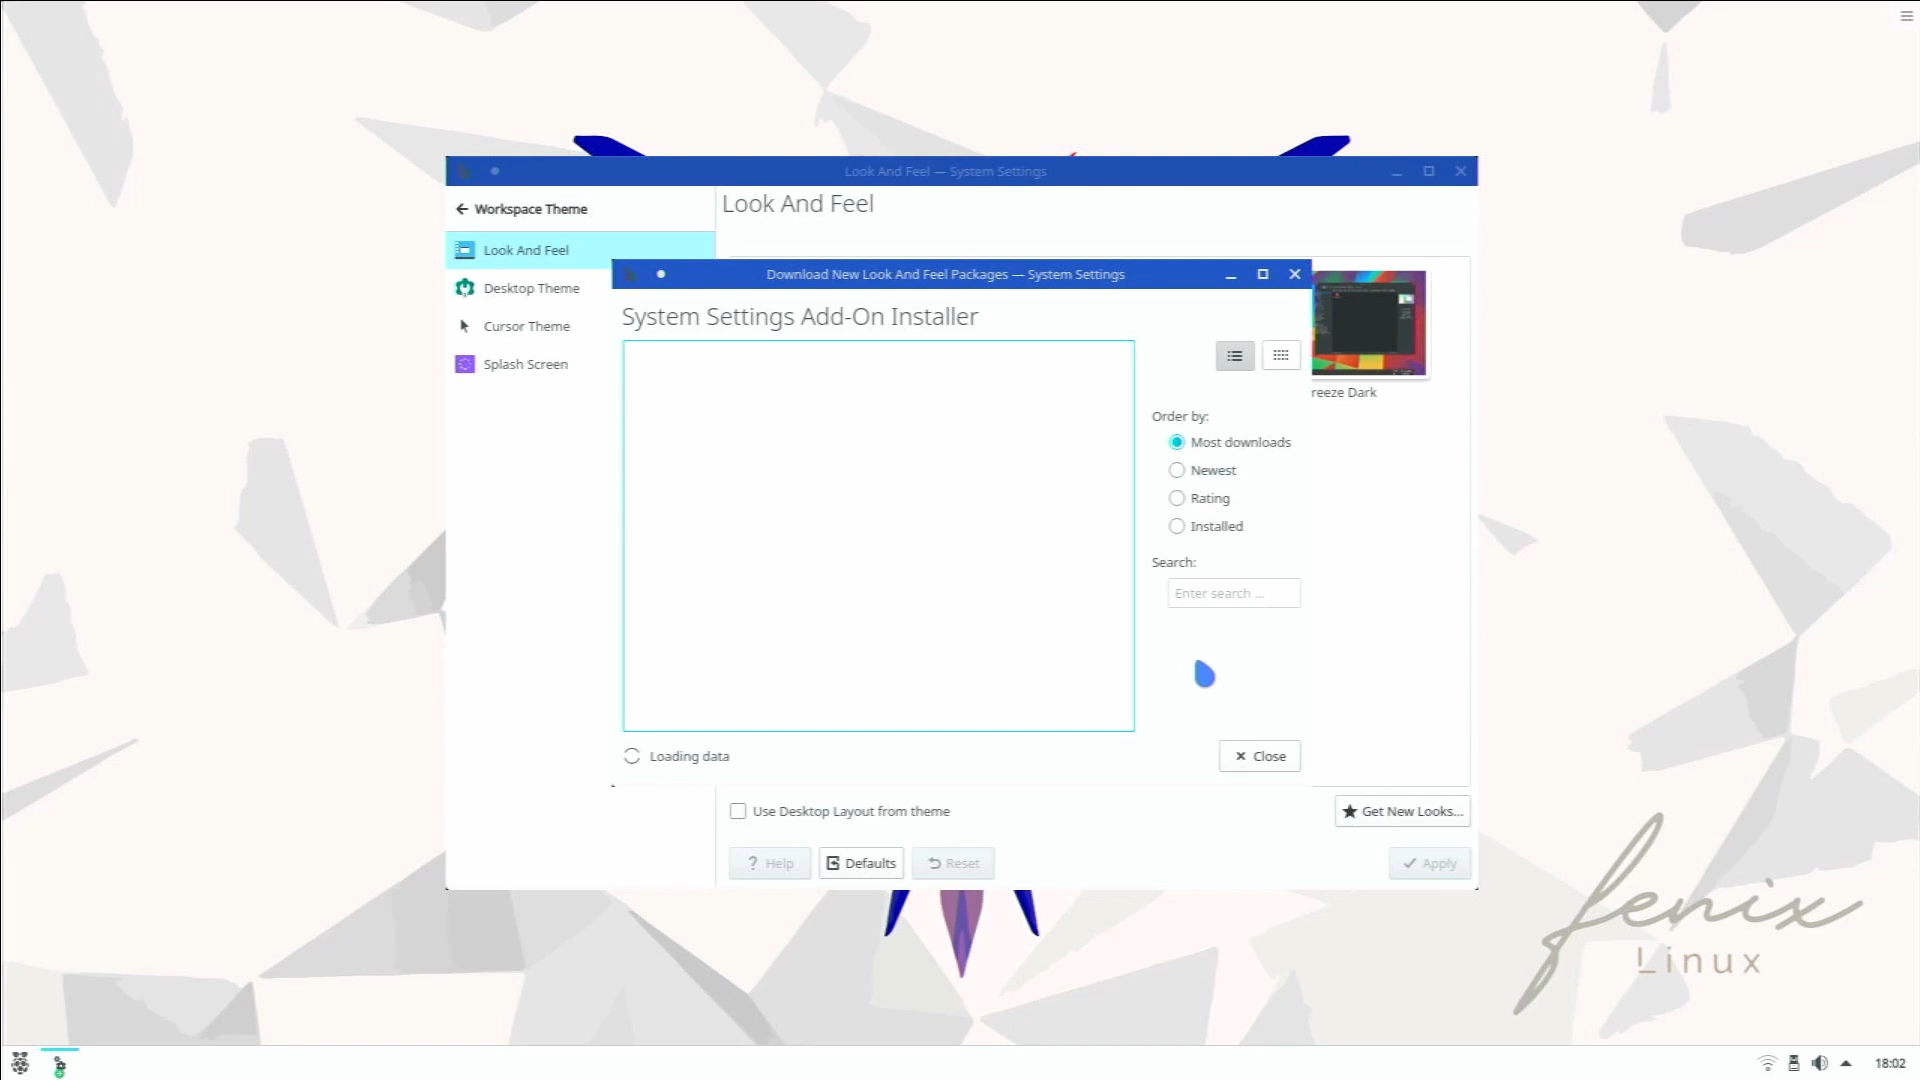 Look And Feel — System Settings
Workspace Theme
Look And Feel
Look And Feel
Desktop Theme
Cursor Theme
Splash Screen
Download New Look And Feel Packages — System Settings
System Settings Add-On Installer
reeze Dark
Order by:
Most downloads
Newest
Rating
Installed
Search:
Enter search ...
Loading data
Close
Use Desktop Layout from theme
Get New Looks...
Help
Defaults
Reset
Apply
fenix
Linux
18:02